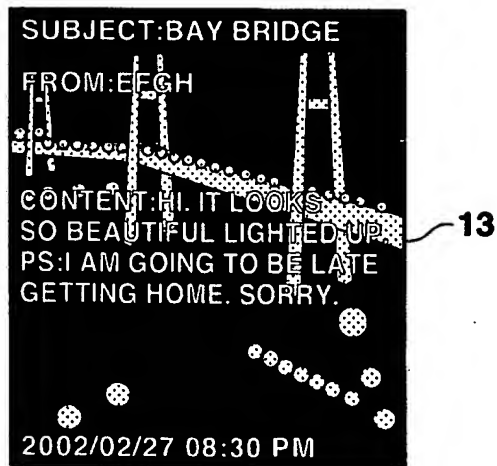 SUBJECT:BAY BRIDGE
FROM:EFGH
CONTENT:HI. IT LOOKS
SO BEAUTIFUL LIGHTED UP
PS:I AM GOING TO BE LATE
GETTING HOME. SORRY.
2002/02/27 08:30 PM
13